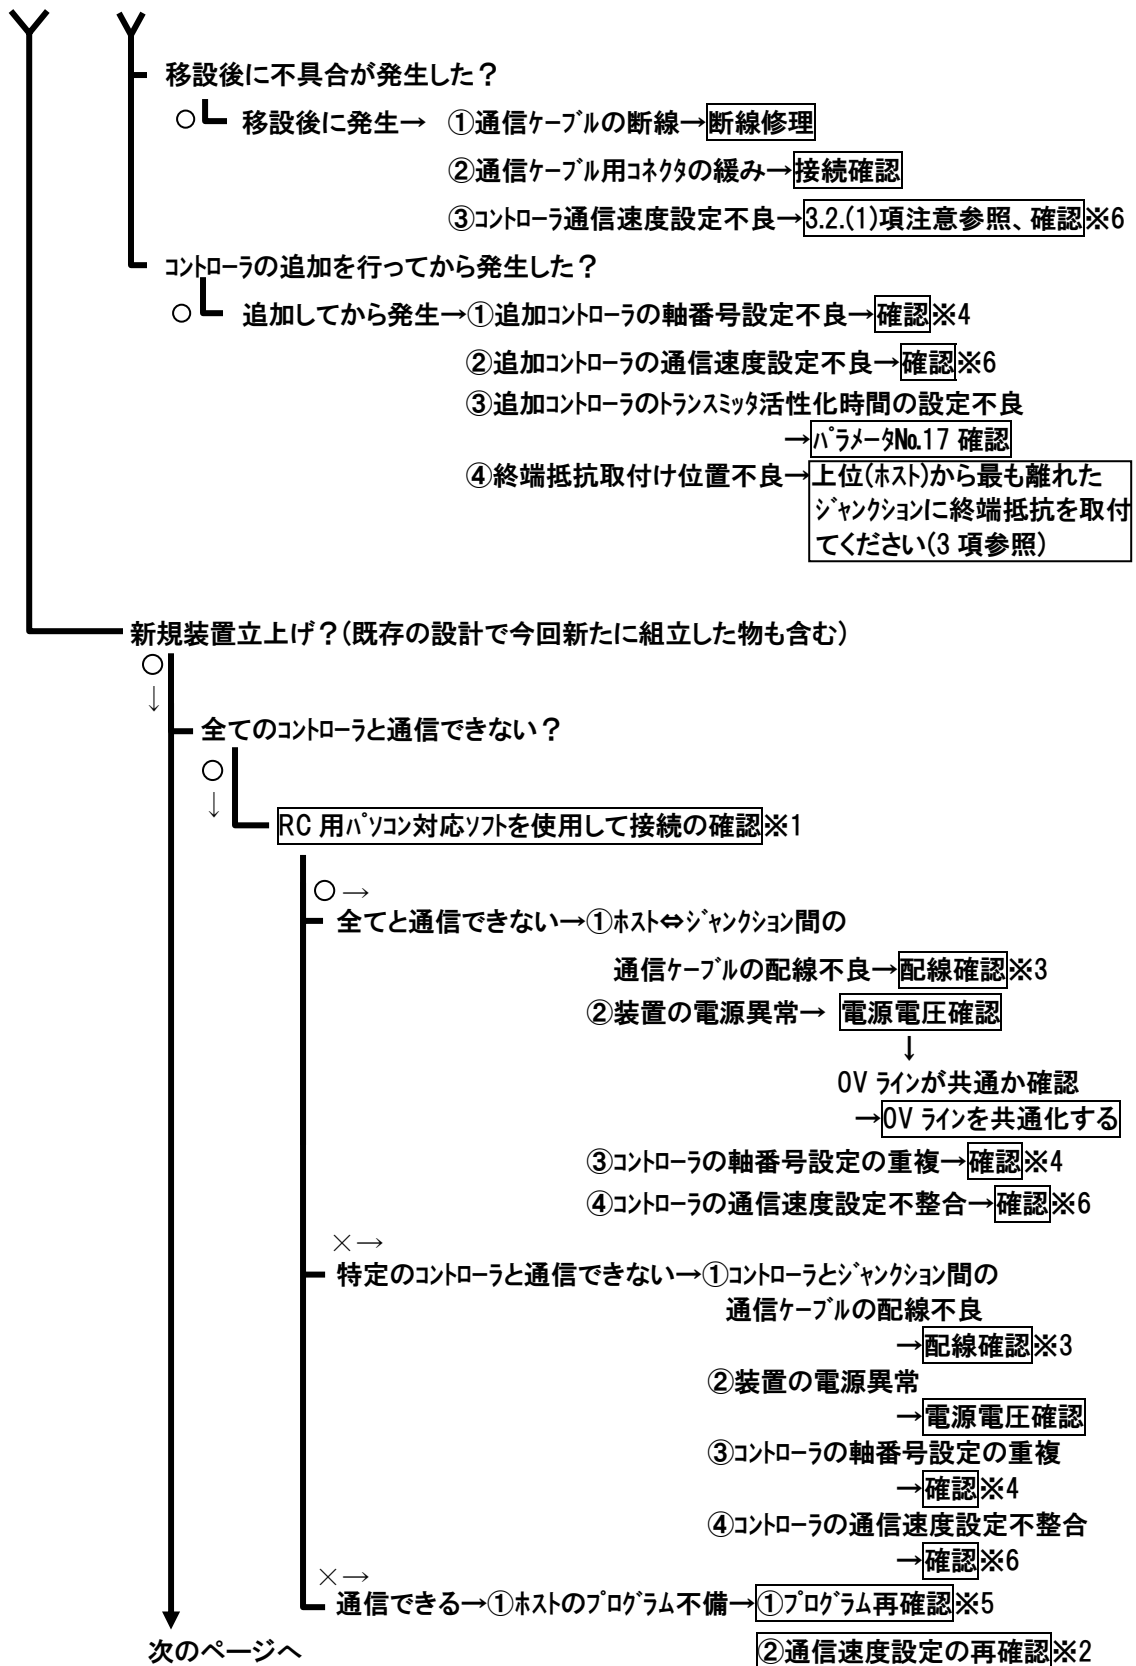 移設後に不具合が発生した？
○ 移設後に発生→ ①通信ｹｰﾌﾞﾙの断線→断線修理
②通信ｹｰﾌﾞﾙ用ｺﾈｸﾀの緩み→接続確認
③ｺﾝﾄﾛｰﾗ通信速度設定不良→3.2.(1)項注意参照、確認※6
ｺﾝﾄﾛｰﾗの追加を行ってから発生した？
○ 追加してから発生→①追加ｺﾝﾄﾛｰﾗの軸番号設定不良→確認※4
②追加ｺﾝﾄﾛｰﾗの通信速度設定不良→確認※6
③追加ｺﾝﾄﾛｰﾗのﾄﾗﾝｽﾐｯﾀ活性化時間の設定不良
→ﾊﾟﾗﾒｰﾀNo.17 確認
④終端抵抗取付け位置不良→上位(ﾎｽﾄ)から最も離れた
ｼﾞｬﾝｸｼｮﾝに終端抵抗を取付
てください(3 項参照)
新規装置立上げ？(既存の設計で今回新たに組立した物も含む)
○
↓
全てのｺﾝﾄﾛｰﾗと通信できない？
○
↓
RC 用ﾊﾟｿｺﾝ対応ｿﾌﾄを使用して接続の確認※1
○→
全てと通信できない→①ﾎｽﾄ⇔ｼﾞｬﾝｸｼｮﾝ間の
通信ｹｰﾌﾞﾙの配線不良→配線確認※3
②装置の電源異常→ 電源電圧確認
↓
0V ﾗｲﾝが共通か確認
→0V ﾗｲﾝを共通化する
③ｺﾝﾄﾛｰﾗの軸番号設定の重複→確認※4
④ｺﾝﾄﾛｰﾗの通信速度設定不整合→確認※6
×→
特定のｺﾝﾄﾛｰﾗと通信できない→①ｺﾝﾄﾛｰﾗとｼﾞｬﾝｸｼｮﾝ間の
通信ｹｰﾌﾞﾙの配線不良
→配線確認※3
②装置の電源異常
→電源電圧確認
③ｺﾝﾄﾛｰﾗの軸番号設定の重複
→確認※4
④ｺﾝﾄﾛｰﾗの通信速度設定不整合
→確認※6
×→
通信できる→①ﾎｽﾄのﾌﾟﾛｸﾞﾗﾑ不備→①ﾌﾟﾛｸﾞﾗﾑ再確認※5
次のページへ ②通信速度設定の再確認※2